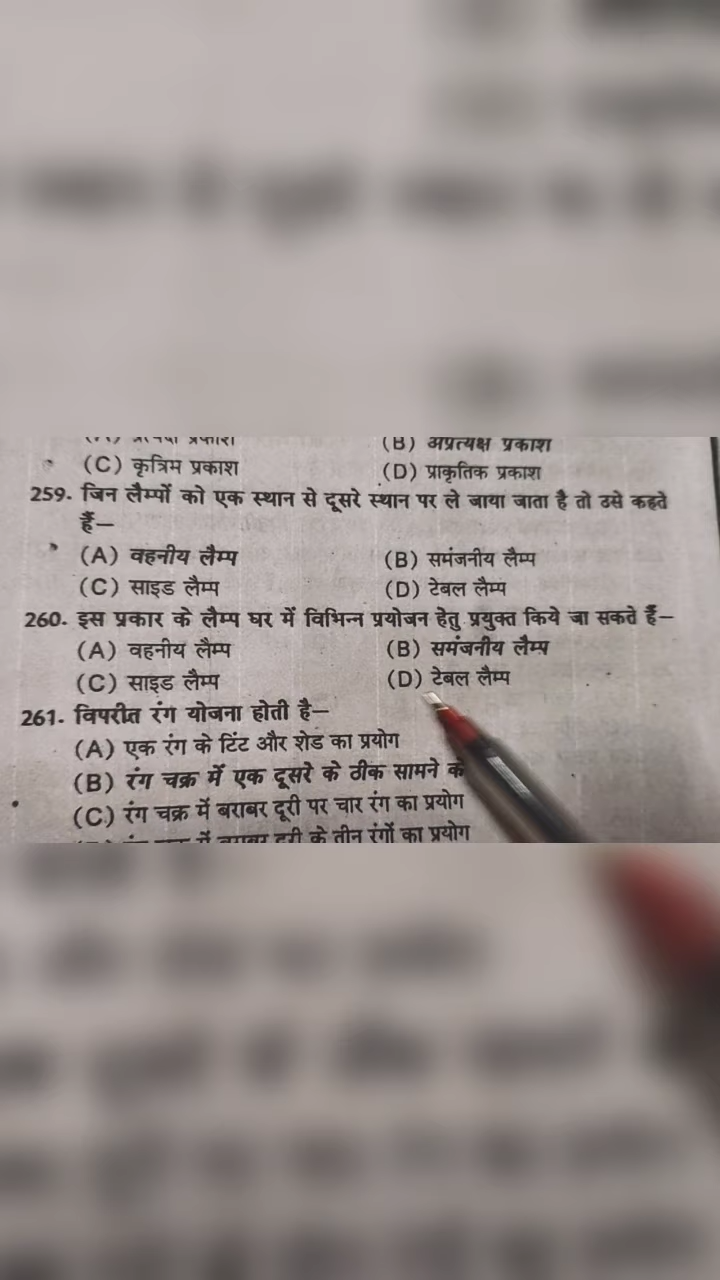 (B) अप्रत्यक्ष प्रकाश
(C) कृत्रिम प्रकाश (D) प्राकृतिक प्रकाश
259. जिन लैम्पों को एक स्थान से दूसरे स्थान पर ले जाया जाता है तो उसे कहते
हैं—
(A) वहनीय लैम्प (B) समंजनीय लैम्प
(C) साइड लैम्प (D) टेबल लैम्प
260. इस प्रकार के लैम्प घर में विभिन्न प्रयोजन हेतु प्रयुक्त किये जा सकते हैं—
(A) वहनीय लैम्प (B) समंजनीय लैम्प
(C) साइड लैम्प (D) टेबल लैम्प
261. विपरीत रंग योजना होती है—
(A) एक रंग के टिंट और शेड का प्रयोग
(B) रंग चक्र में एक दूसरे के ठीक सामने के
(C) रंग चक्र में बराबर दूरी पर चार रंग का प्रयोग
में बराबर दूरी के तीन रंगों का प्रयोग